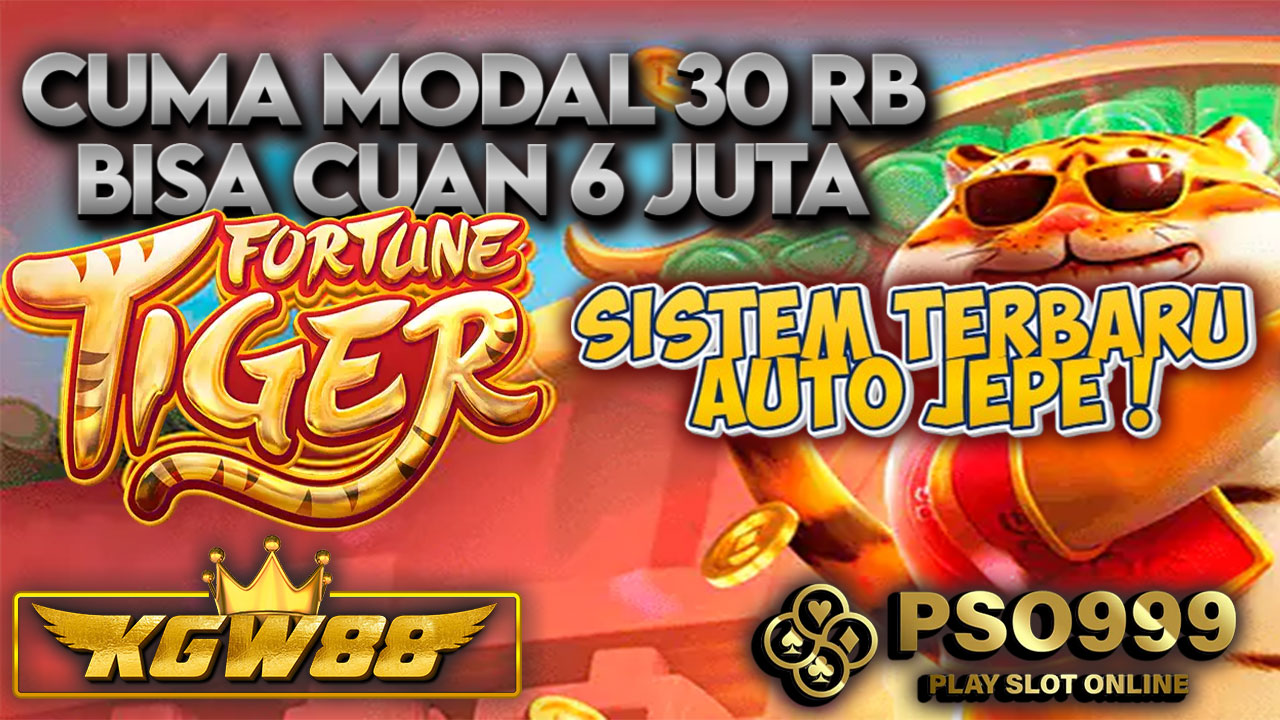 CUMA MODAL 30 RB
BISA CUAN 6 JUTA
FORTUNE
TIGER
SISTEM TERBARU
AUTO JEPE !
KGW88
PSO999
PLAY SLOT ONLINE